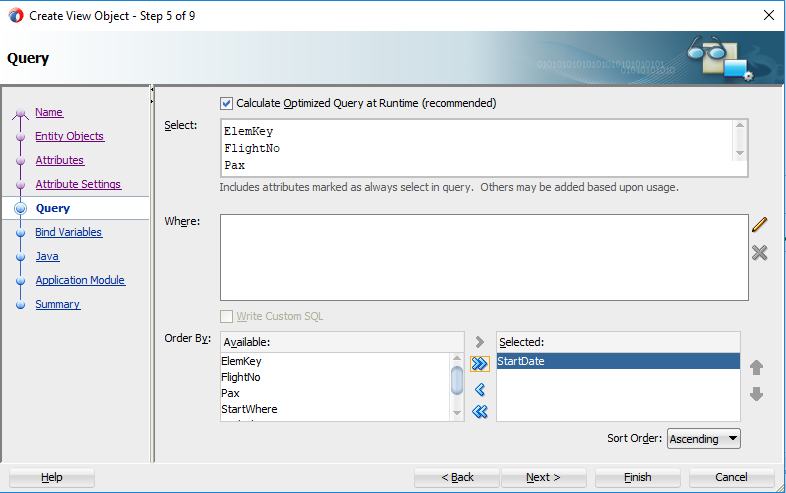 Create View Object - Step 5 of 9
Query
Name
Entity Objects
Attributes
Attribute Settings
Query
Bind Variables
Java
Application Module
Summary
Calculate Optimized Query at Runtime (recommended)
Select:
ElemKey
FlightNo
Pax
Includes attributes marked as always select in query. Others may be added based upon usage.
Where:
Write Custom SQL
Order By:
Available:
ElemKey
FlightNo
Pax
StartWhere
Selected:
StartDate
Sort Order: Ascending
Help
< Back
Next >
Finish
Cancel